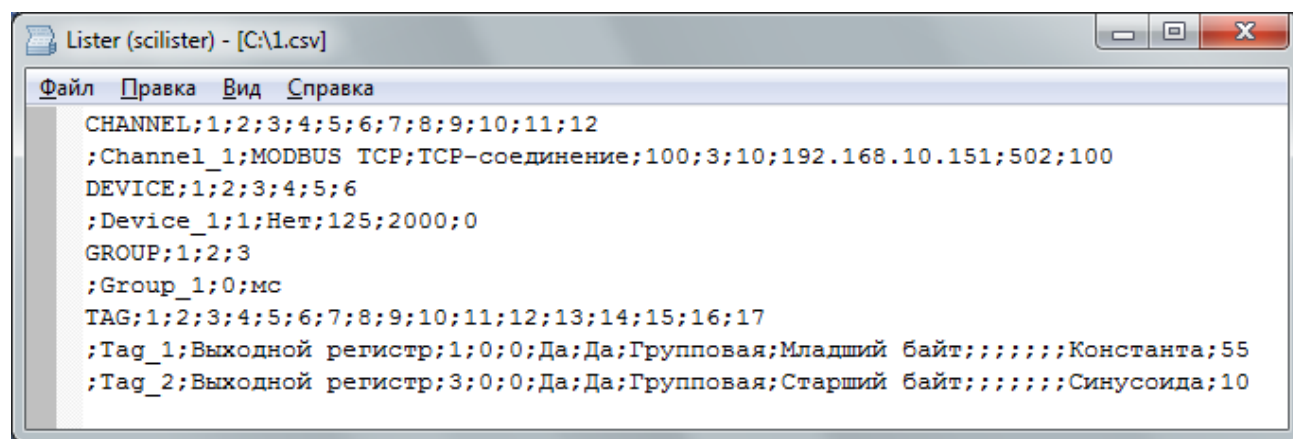 Lister (scilister) - [C:\1.csv]
Файл Правка Вид Справка
CHANNEL;1;2;3;4;5;6;7;8;9;10;11;12
;Channel_1;MODBUS TCP;TCP-соединение;100;3;10;192.168.10.151;502;100
DEVICE;1;2;3;4;5;6
;Device_1;1;Нет;125;2000;0
GROUP;1;2;3
;Group_1;0;мс
TAG;1;2;3;4;5;6;7;8;9;10;11;12;13;14;15;16;17
;Tag_1;Выходной регистр;1;0;0;Да;Да;Групповая;Младший байт;;;;;;;Константа;55
;Tag_2;Выходной регистр;3;0;0;Да;Да;Групповая;Старший байт;;;;;;;Синусоида;10